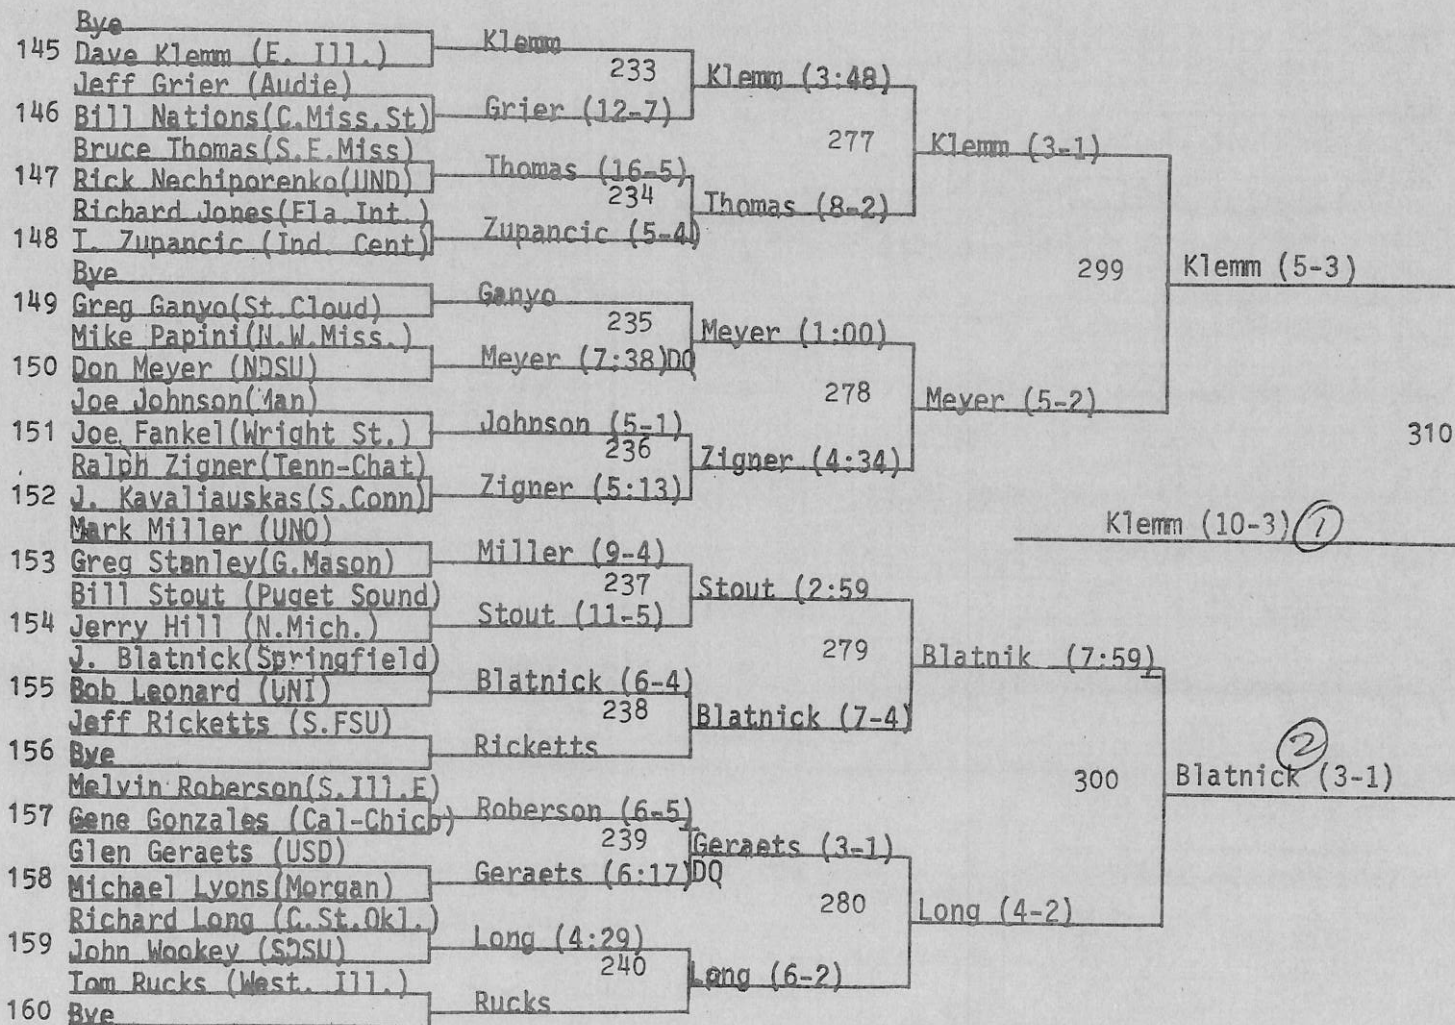 Bye
145 Dave Klemm (E. Ill.) Klemm
233 Klemm (3:48)
Jeff Grier (Audie)
146 Bill Nations(C.Miss.St) Grier (12-7)
277 Klemm (3-1)
Bruce Thomas(S.E.Miss)
147 Rick Nechiporenko(UND) Thomas (16-5)
234 Thomas (8-2)
Richard Jones(Fla Int.)
148 T. Zupancic (Ind. Cent) Zupancic (5-4)
299 Klemm (5-3)
Bye
149 Greg Ganyo(St.Cloud) Ganyo
235 Meyer (1:00)
Mike Papini(N.W.Miss.)
150 Don Meyer (NDSU) Meyer (7:38)DQ
278 Meyer (5-2)
Joe Johnson(Man)
151 Joe Fankel(Wright St.) Johnson (5-1)
236 Zigner (4:34)
310
Ralph Zigner(Tenn-Chat)
152 J. Kavaliauskas(S.Conn) Zigner (5:13)
Klemm (10-3) 1
Mark Miller (UNO)
153 Greg Stanley(G.Mason) Miller (9-4)
237 Stout (2:59
Bill Stout (Puget Sound)
154 Jerry Hill (N.Mich.) Stout (11-5)
279 Blatnik (7:59)
J. Blatnick(Springfield)
155 Bob Leonard (UNI) Blatnick (6-4)
238 Blatnick (7-4)
Jeff Ricketts (S.FSU)
156 Bye Ricketts
2
300 Blatnick (3-1)
Melvin Roberson(S.Ill.E)
157 Gene Gonzales (Cal-Chico) Roberson (6-5)
239 Geraets (3-1)
Glen Geraets (USD)
158 Michael Lyons(Morgan) Geraets (6:17)DQ
280 Long (4-2)
Richard Long (C.St.Okl.)
159 John Wookey (SDSU) Long (4:29)
240 Long (6-2)
Tom Rucks (West. Ill.)
160 Bye Rucks